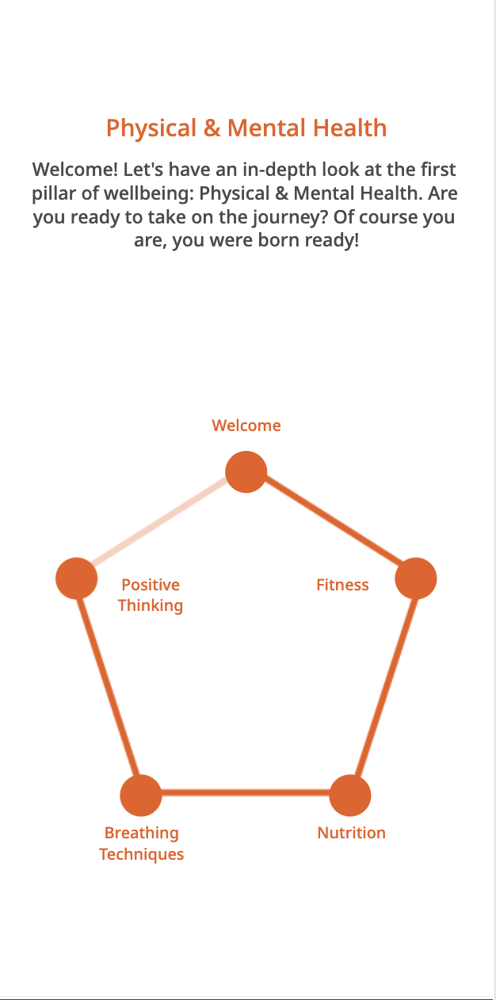 Physical & Mental Health
Welcome! Let's have an in-depth look at the first
pillar of wellbeing: Physical & Mental Health. Are
you ready to take on the journey? Of course you
are, you were born ready!
Welcome
Positive
Thinking
Fitness
Breathing
Techniques
Nutrition